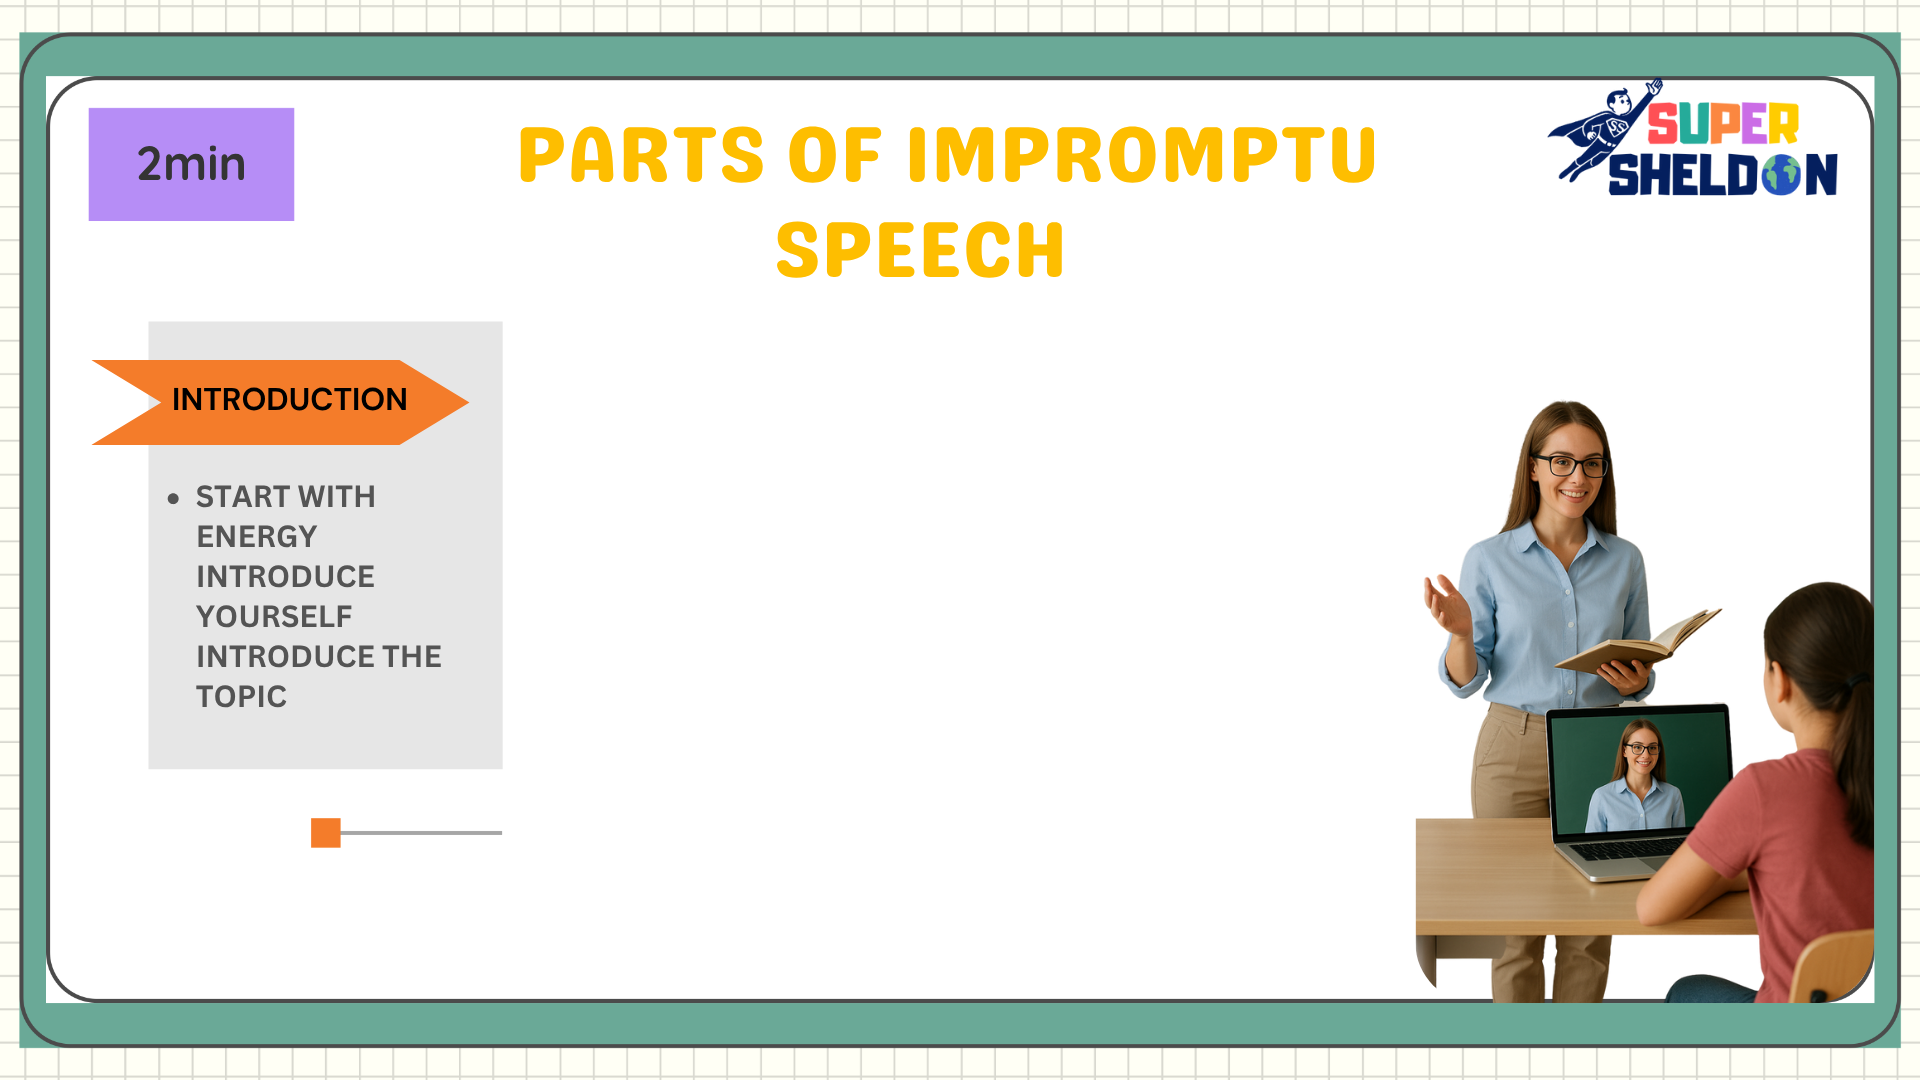 2min
PARTS OF IMPROMPTU
SPEECH
SUPER
SHELDON
INTRODUCTION
• START WITH
ENERGY
INTRODUCE
YOURSELF
INTRODUCE THE
TOPIC